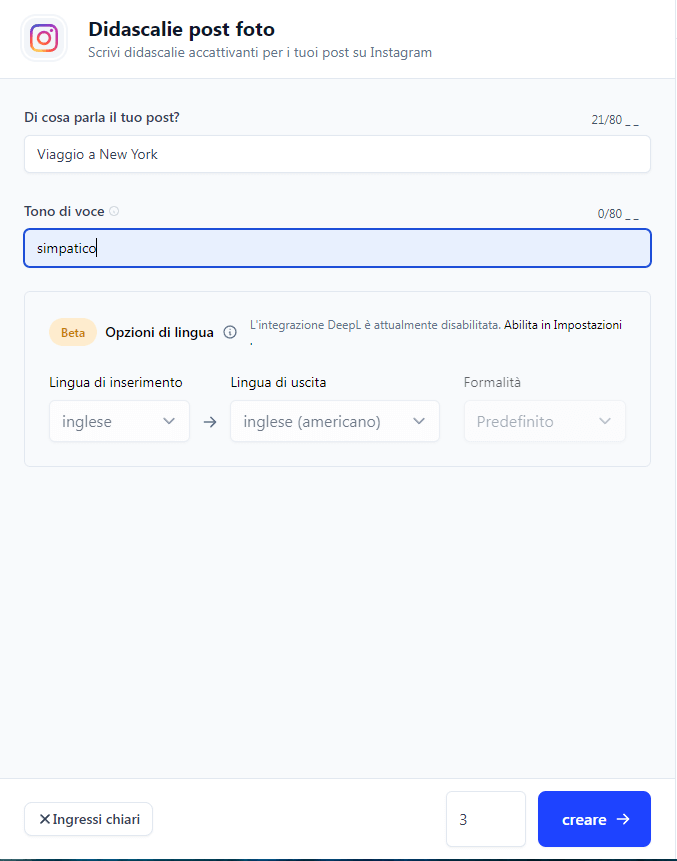 Didascalie post foto
Scrivi didascalie accattivanti per i tuoi post su Instagram
Di cosa parla il tuo post?
21/80 _ _
Viaggio a New York
Tono di voce
0/80 _ _
simpatico
Beta Opzioni di lingua L'integrazione DeepL è attualmente disabilitata. Abilita in Impostazioni
.
Lingua di inserimento Lingua di uscita Formalità
inglese → inglese (americano) Predefinito
✕ Ingressi chiari 3 creare →